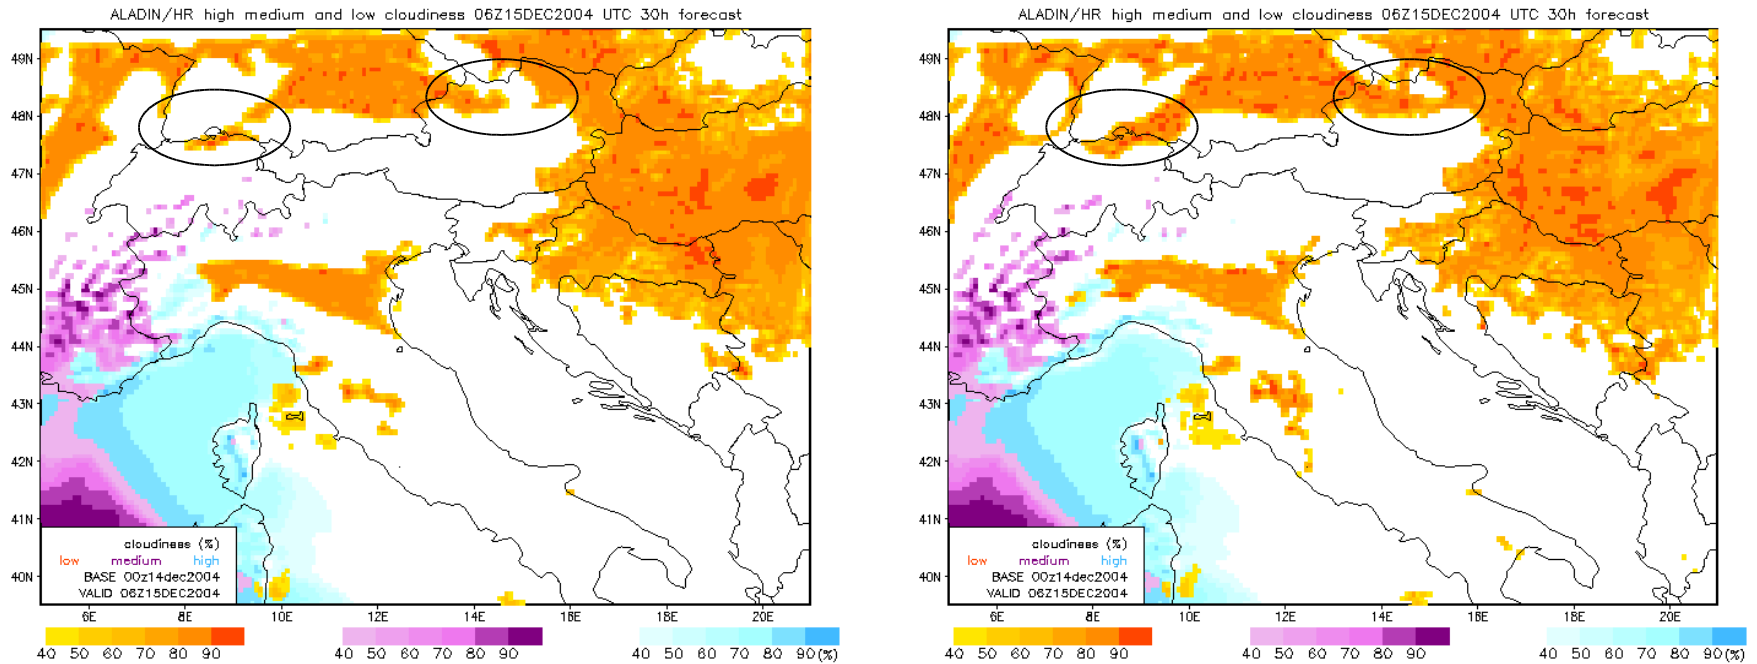 ALADIN/HR high medium and low cloudiness 06Z15DEC2004 UTC 30h forecast
49N
48N
47N
46N
45N
44N
43N
42N
41N
40N
cloudiness (%)
low medium high
BASE 00z14dec2004
VALID 06Z15DEC2004
6E 8E 10E 12E 14E 16E 18E 20E
40 50 60 70 80 90 40 50 60 70 80 90 40 50 60 70 80 90(%)
ALADIN/HR high medium and low cloudiness 06Z15DEC2004 UTC 30h forecast
49N
48N
47N
46N
45N
44N
43N
42N
41N
40N
cloudiness (%)
low medium high
BASE 00z14dec2004
VALID 06Z15DEC2004
6E 8E 10E 12E 14E 16E 18E 20E
40 50 60 70 80 90 40 50 60 70 80 90 40 50 60 70 80 90(%)